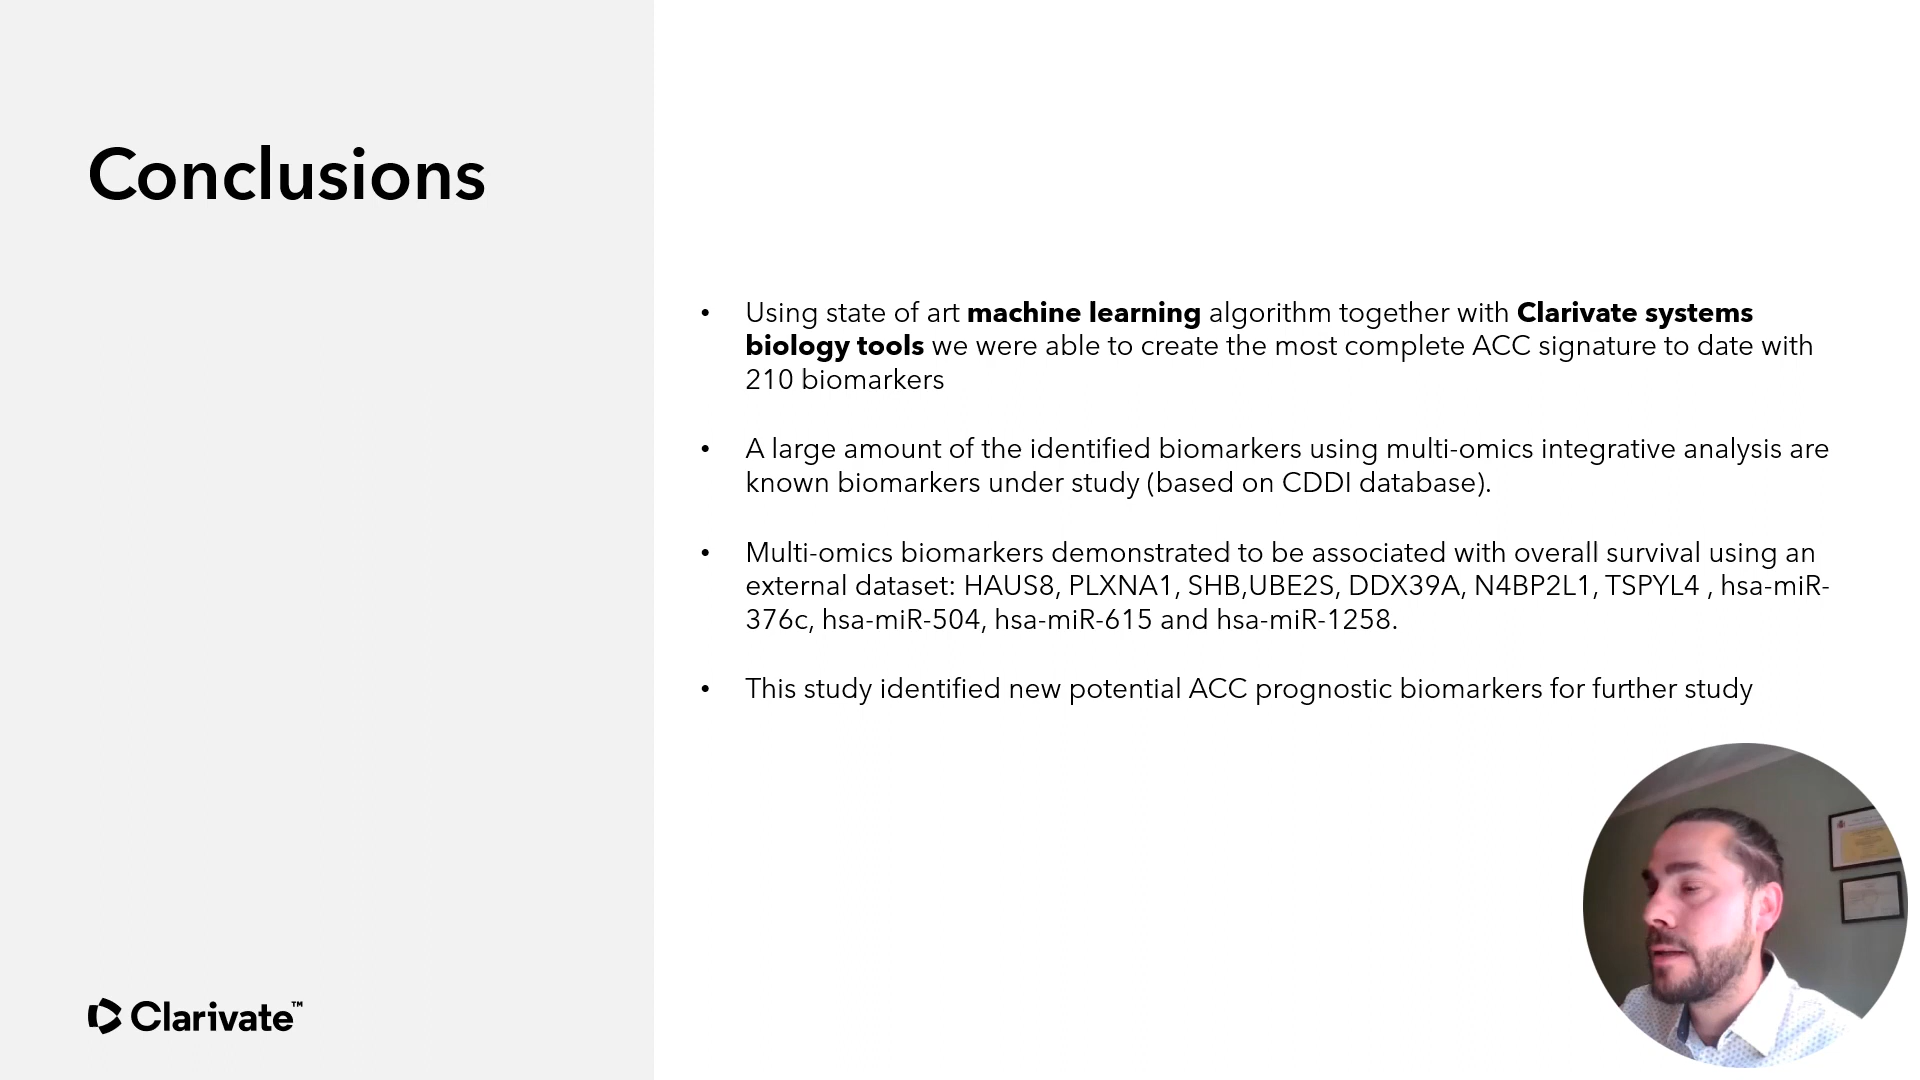 Conclusions
• Using state of art machine learning algorithm together with Clarivate systems
biology tools we were able to create the most complete ACC signature to date with
210 biomarkers
• A large amount of the identified biomarkers using multi-omics integrative analysis are
known biomarkers under study (based on CDDI database).
• Multi-omics biomarkers demonstrated to be associated with overall survival using an
external dataset: HAUS8, PLXNA1, SHB,UBE2S, DDX39A, N4BP2L1, TSPYL4 , hsa-miR-
376c, hsa-miR-504, hsa-miR-615 and hsa-miR-1258.
• This study identified new potential ACC prognostic biomarkers for further study
Clarivate™